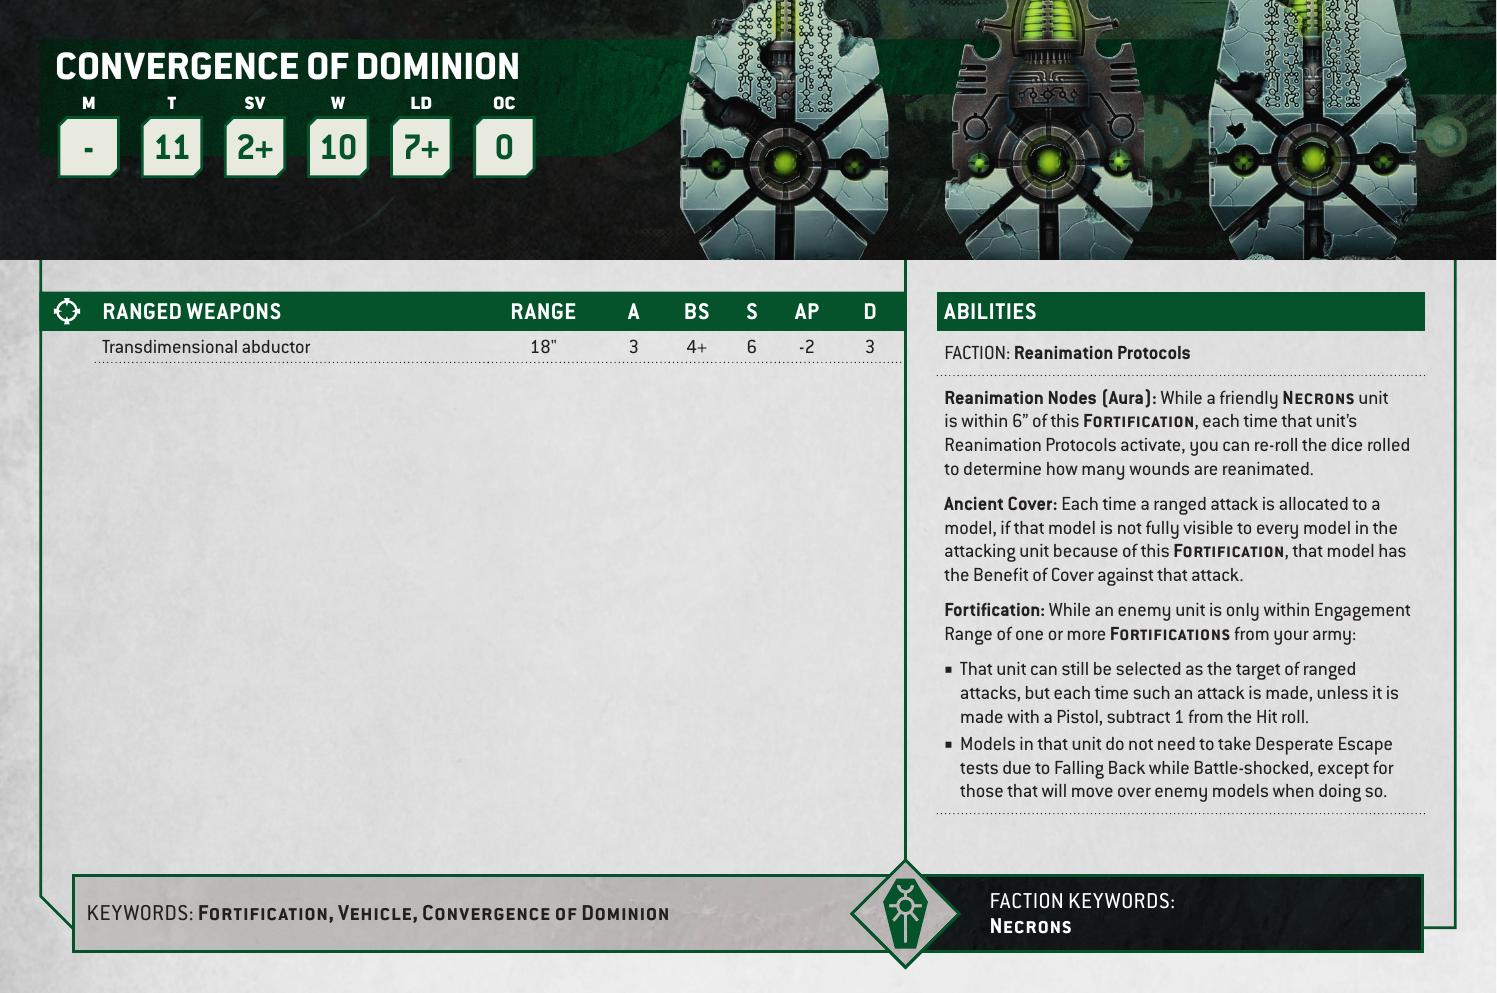 CONVERGENCE OF DOMINION
M T SV W LD OC
- 11 2+ 10 7+ 0
RANGED WEAPONS RANGE A BS S AP D
Transdimensional abductor 18" 3 4+ 6 -2 3
ABILITIES
FACTION: Reanimation Protocols
Reanimation Nodes (Aura): While a friendly NECRONS unit
is within 6” of this FORTIFICATION, each time that unit’s
Reanimation Protocols activate, you can re-roll the dice rolled
to determine how many wounds are reanimated.
Ancient Cover: Each time a ranged attack is allocated to a
model, if that model is not fully visible to every model in the
attacking unit because of this FORTIFICATION, that model has
the Benefit of Cover against that attack.
Fortification: While an enemy unit is only within Engagement
Range of one or more FORTIFICATIONS from your army:
▪ That unit can still be selected as the target of ranged
attacks, but each time such an attack is made, unless it is
made with a Pistol, subtract 1 from the Hit roll.
▪ Models in that unit do not need to take Desperate Escape
tests due to Falling Back while Battle-shocked, except for
those that will move over enemy models when doing so.
KEYWORDS: FORTIFICATION, VEHICLE, CONVERGENCE OF DOMINION
FACTION KEYWORDS:
NECRONS